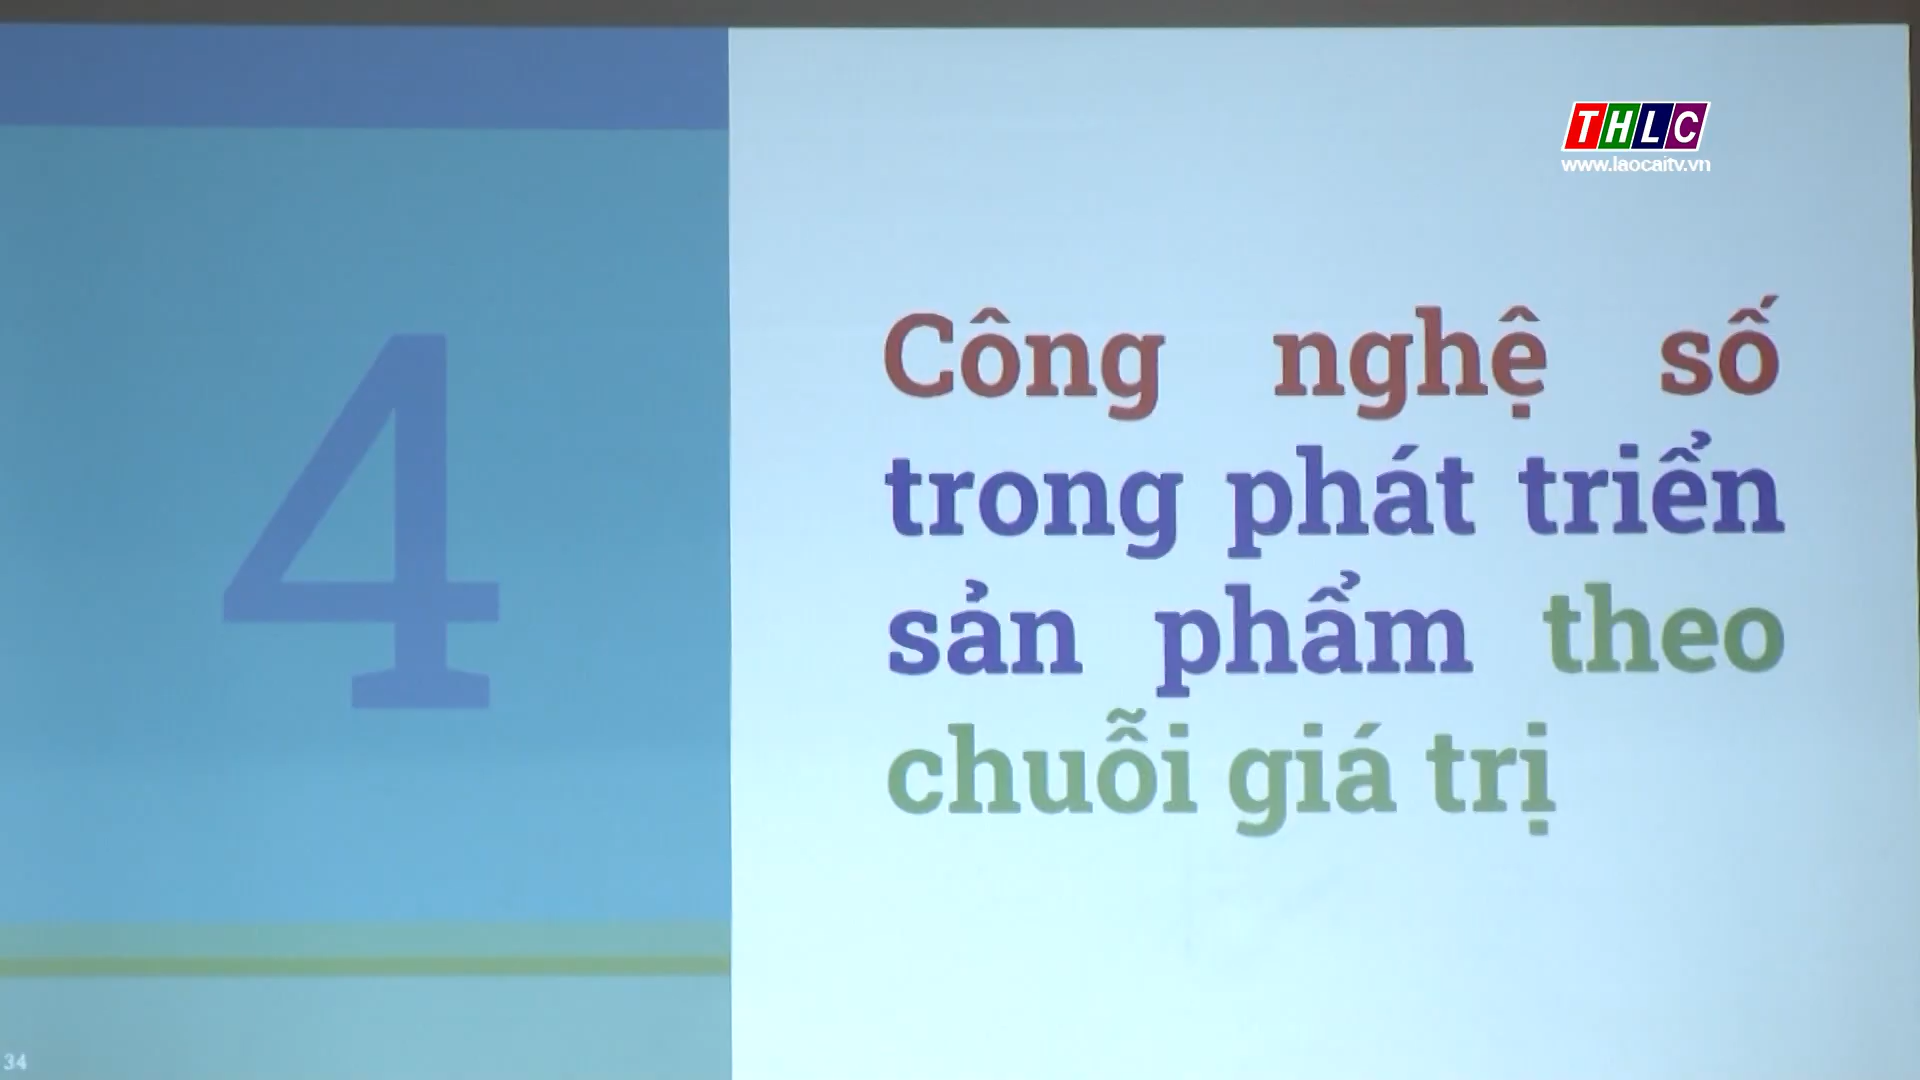 THLC
www.laocaitv.vn
4
Công nghệ số
trong phát triển
sản phẩm theo
chuỗi giá trị
34